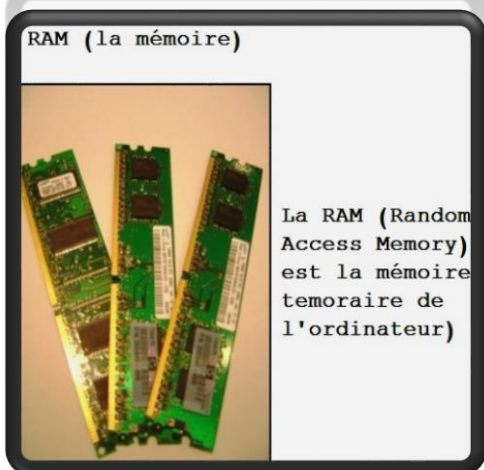 RAM (la mémoire)
La RAM (Random
Access Memory)
est la mémoire
temoraire de
l'ordinateur)